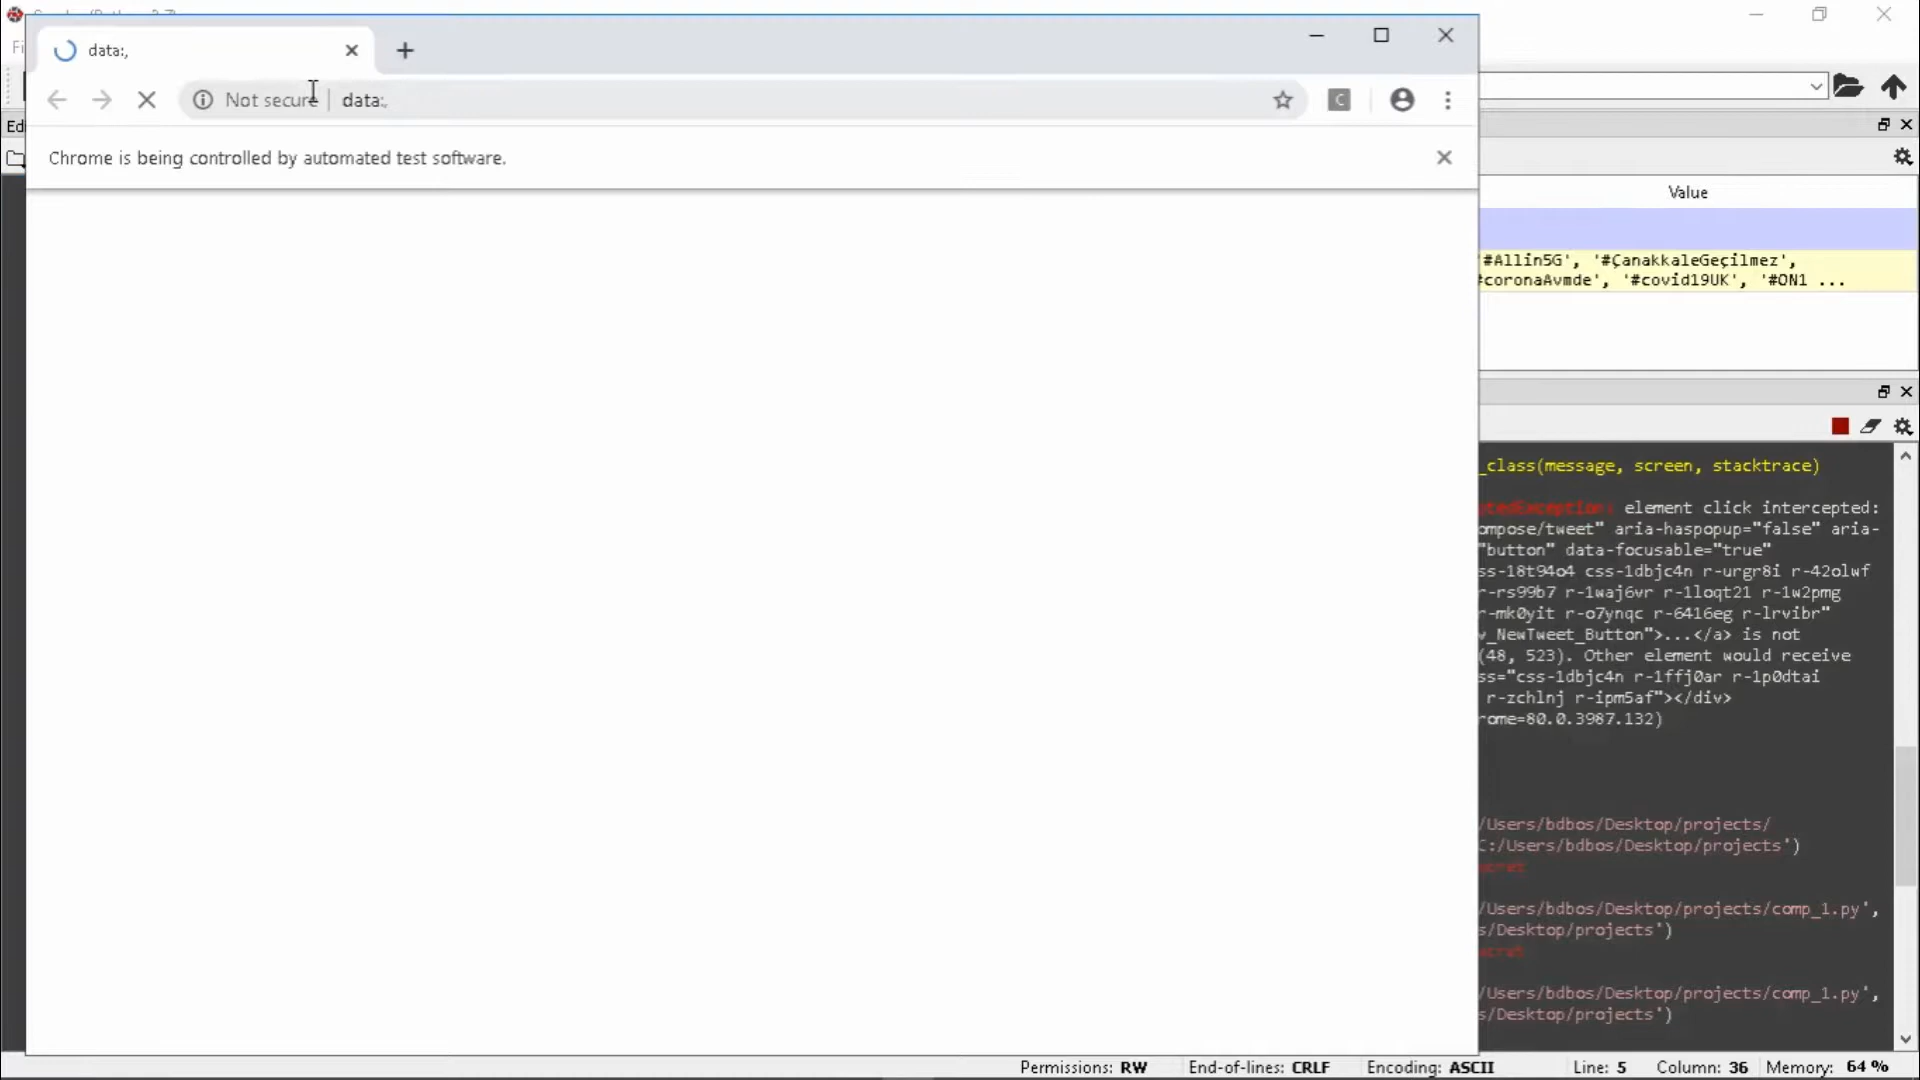 data:,
Not secure
data:,
Chrome is being controlled by automated test software.
Value
'#Allin5G', '#ÇanakkaleGeçilmez',
#coronaAvmde', '#covid19UK', '#ON1 ...
_class(message, screen, stacktrace)
element click intercepted:
ompose/tweet" aria-haspopup="false" aria-
"button" data-focusable="true"
ss-18t94o4 css-1dbjc4n r-urgr8i r-42olwf
r-rs99b7 r-1waj6vr r-1loqt21 r-1w2pmg
r-mk0yit r-o7ynqc r-6416eg r-lrvibr"
_NewTweet_Button">...</a> is not
(48, 523). Other element would receive
ss="css-1dbjc4n r-1ffj0ar r-1p0dtai
r-zchlnj r-ipm5af"></div>
rome=80.0.3987.132)
/Users/bdbos/Desktop/projects/
C:/Users/bdbos/Desktop/projects')
/Users/bdbos/Desktop/projects/comp_1.py',
s/Desktop/projects')
/Users/bdbos/Desktop/projects/comp_1.py',
s/Desktop/projects')
Permissions: RW End-of-lines: CRLF Encoding: ASCII Line: 5 Column: 36 Memory: 64 %